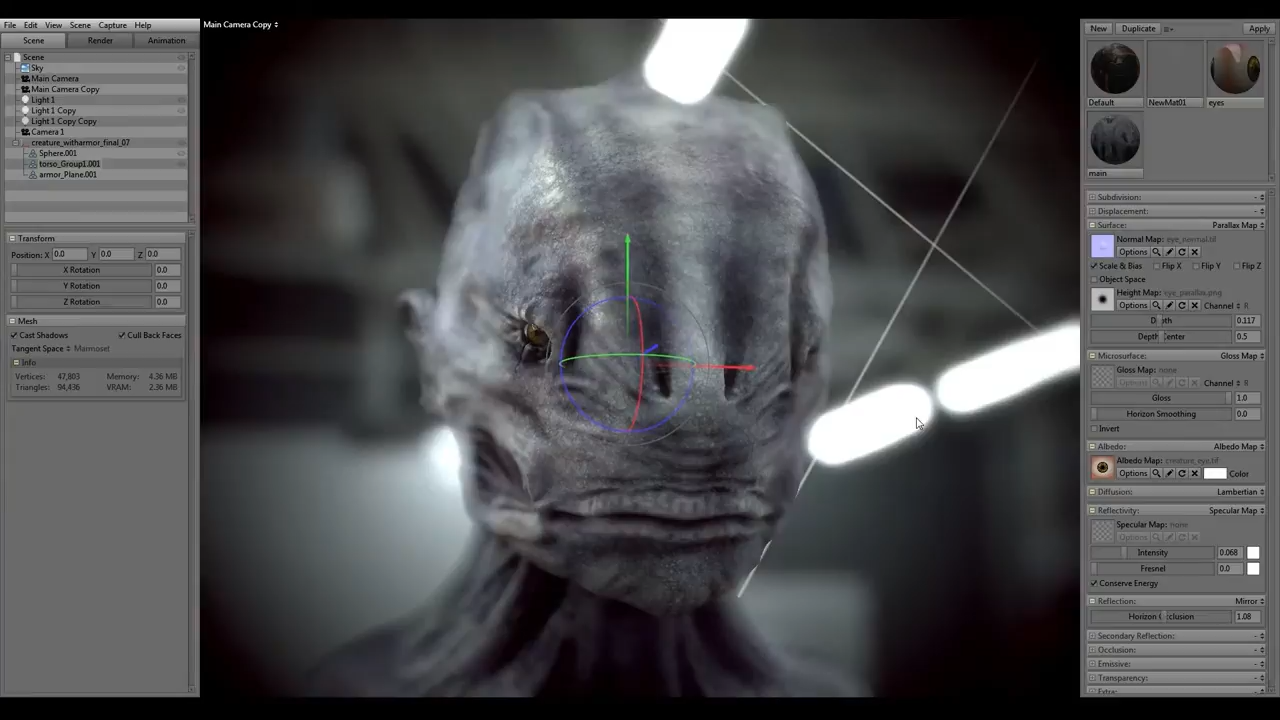 File Edit View Scene Capture Help
Scene Render Animation
Scene
Sky
Main Camera
Main Camera Copy
Light 1
Light 1 Copy
Light 1 Copy Copy
Camera 1
creature_witharmor_final_07
Sphere.001
torso_Group1.001
armor_Plane.001
Transform
Position: X 0.0 Y 0.0 Z 0.0
X Rotation 0.0
Y Rotation 0.0
Z Rotation 0.0
Mesh
Cast Shadows Cull Back Faces
Tangent Space Marmoset
Info
Vertices: 47,803 Memory: 4.36 MB
Triangles: 94,436 VRAM: 2.36 MB
Main Camera Copy
New Duplicate Apply
Default NewMat01 eyes
main
Subdivision: -
Displacement: -
Surface: Parallax Map
Normal Map: eye_normal.tif
Options
Scale & Bias Flip X Flip Y Flip Z
Object Space
Height Map: eye_parallax.png
Options Channel R
Depth 0.117
Depth Center 0.5
Microsurface: Gloss Map
Gloss Map: none
Options Channel R
Gloss 1.0
Horizon Smoothing 0.0
Invert
Albedo: Albedo Map
Albedo Map: creature_eye.tif
Options Color
Diffusion: Lambertian
Reflectivity: Specular Map
Specular Map: none
Options
Intensity 0.068
Fresnel 0.0
Conserve Energy
Reflection: Mirror
Horizon Occlusion 1.08
Secondary Reflection: -
Occlusion: -
Emissive: -
Transparency: -
Extra: -